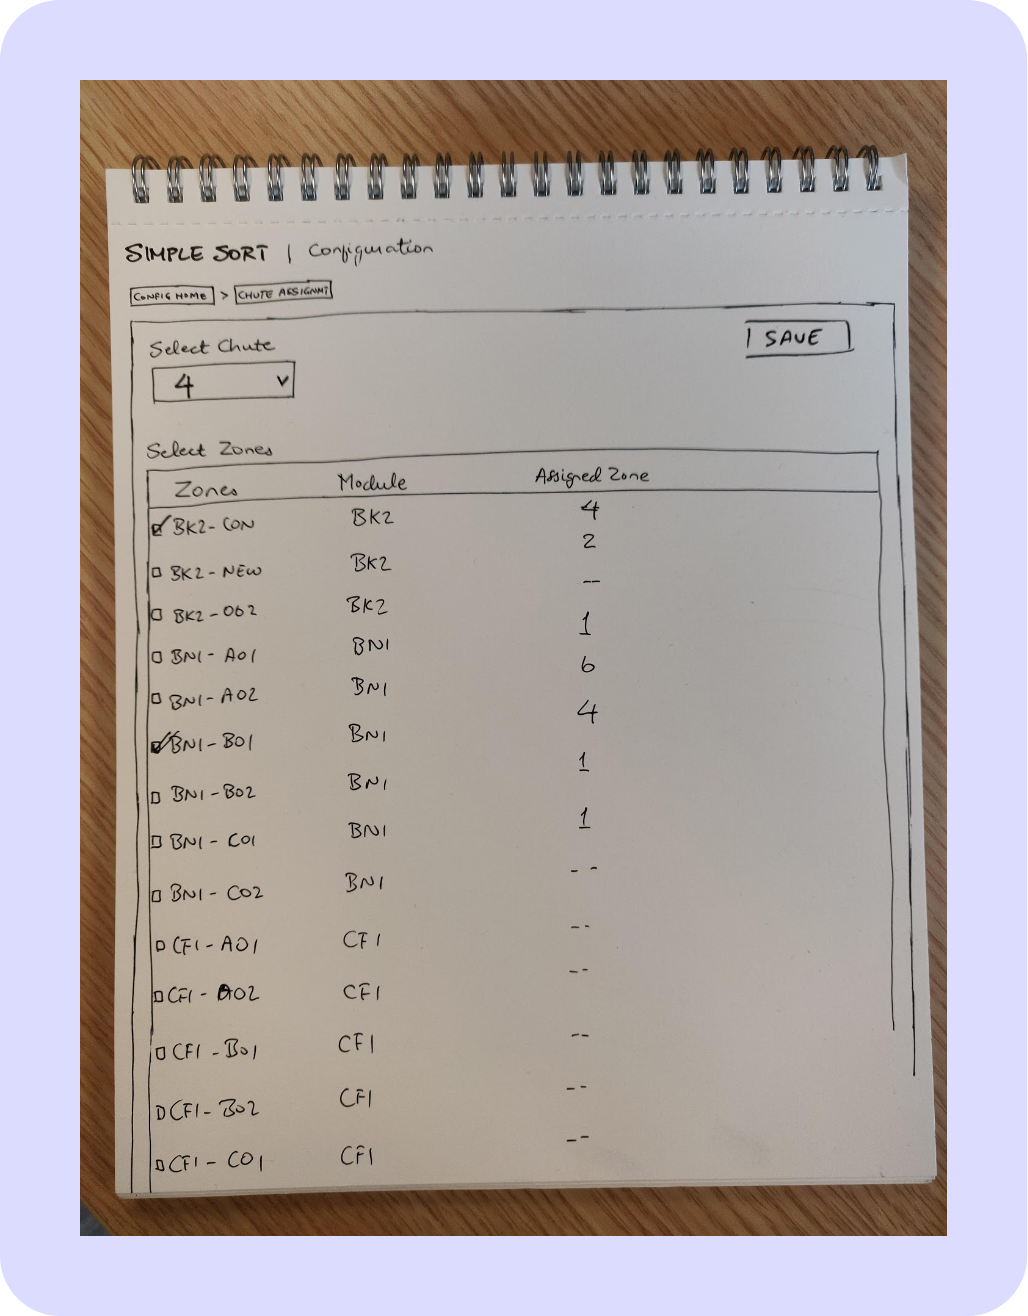 SIMPLE SORT | Configuration
CONFIG HOME > CHUTE ASSIGNMT
Select Chute
SAVE
4
Select Zones
Zones Module Assigned Zone
BK2-CON BK2 4
BK2-NEW BK2 2
BK2-002 BK2 --
BN1-A01 BN1 1
BN1-A02 BN1 6
BN1-B01 BN1 4
BN1-B02 BN1 1
BN1-C01 BN1 1
BN1-C02 BN1 --
CF1-A01 CF1 --
CF1-A02 CF1 --
CF1-B01 CF1 --
CF1-B02 CF1 --
CF1-C01 CF1 --